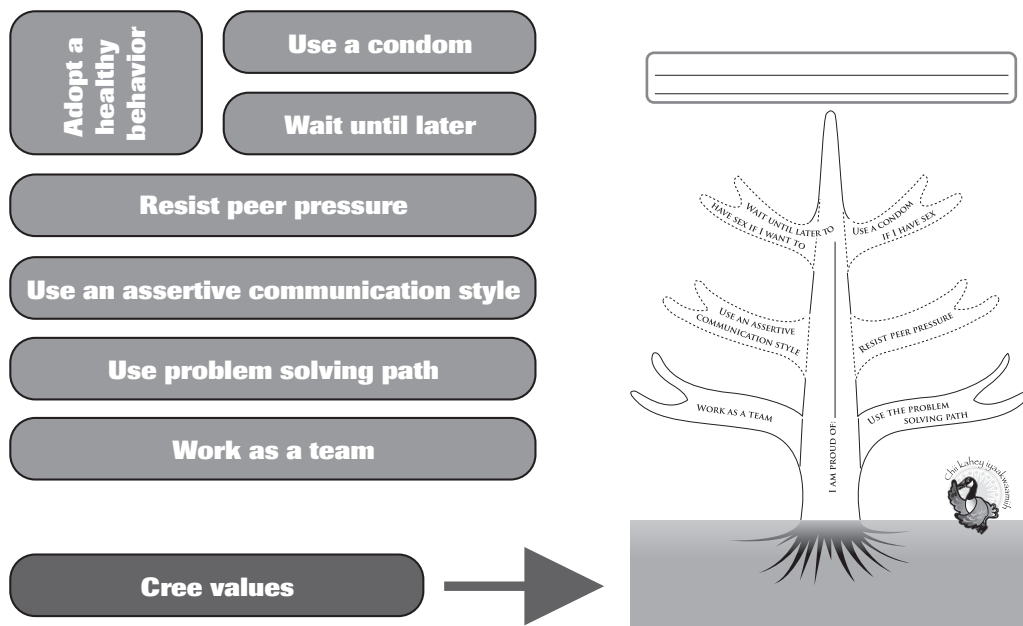 Adopt a
healthy
behavior
Use a condom
Wait until later
Resist peer pressure
Use an assertive communication style
Use problem solving path
Work as a team
Cree values
WAIT UNTIL LATER TO
HAVE SEX IF I WANT TO
USE A CONDOM
IF I HAVE SEX
USE AN ASSERTIVE
COMMUNICATION STYLE
RESIST PEER PRESSURE
WORK AS A TEAM
USE THE PROBLEM
SOLVING PATH
I AM PROUD OF:
Chii kahey iyaakwaamiih